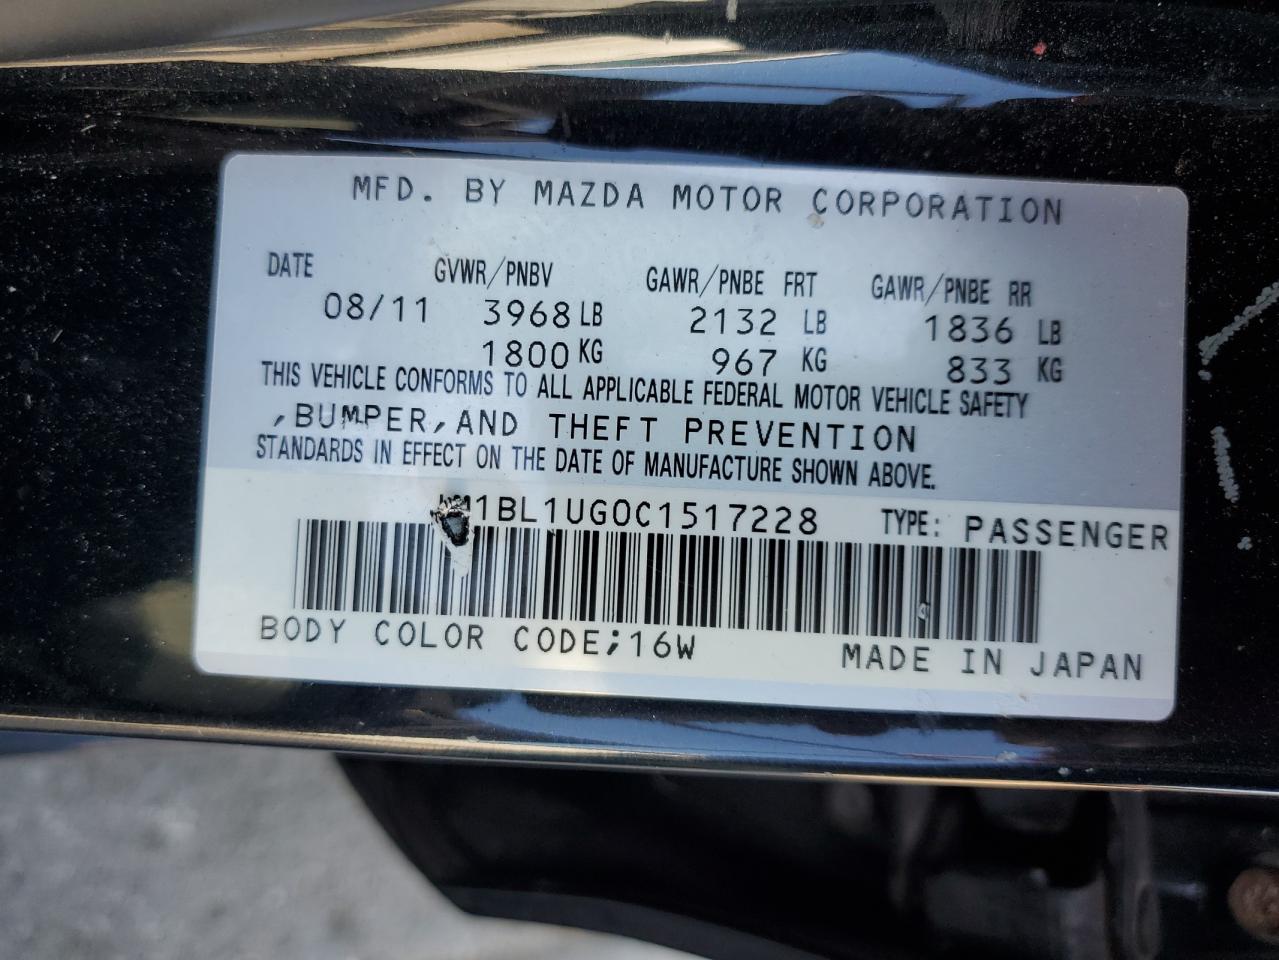 MFD. BY MAZDA MOTOR CORPORATION
DATE GVWR/PNBV GAWR/PNBE FRT GAWR/PNBE RR
08/11 3968 LB 2132 LB 1836 LB
1800 KG 967 KG 833 KG
THIS VEHICLE CONFORMS TO ALL APPLICABLE FEDERAL MOTOR VEHICLE SAFETY
,BUMPER,AND THEFT PREVENTION
STANDARDS IN EFFECT ON THE DATE OF MANUFACTURE SHOWN ABOVE.
TYPE: PASSENGER
BODY COLOR CODE;16W MADE IN JAPAN